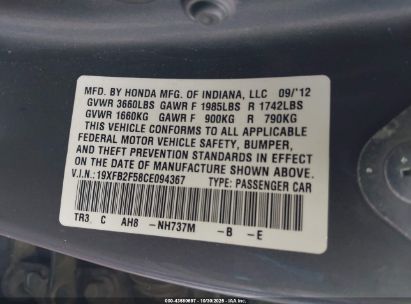 MFD. BY HONDA MFG. OF INDIANA, LLC 09/'12
GVWR 3660LBS GAWR F 1985LBS R 1742LBS
GVWR 1660KG GAWR F 900KG R 790KG
THIS VEHICLE CONFORMS TO ALL APPLICABLE
FEDERAL MOTOR VEHICLE SAFETY, BUMPER,
AND THEFT PREVENTION STANDARDS IN EFFECT
ON THE DATE OF MANUFACTURE SHOWN ABOVE.
V.I.N.:19XFB2F58CE094367 TYPE: PASSENGER CAR
TR3 C AH8 -NH737M -B -E